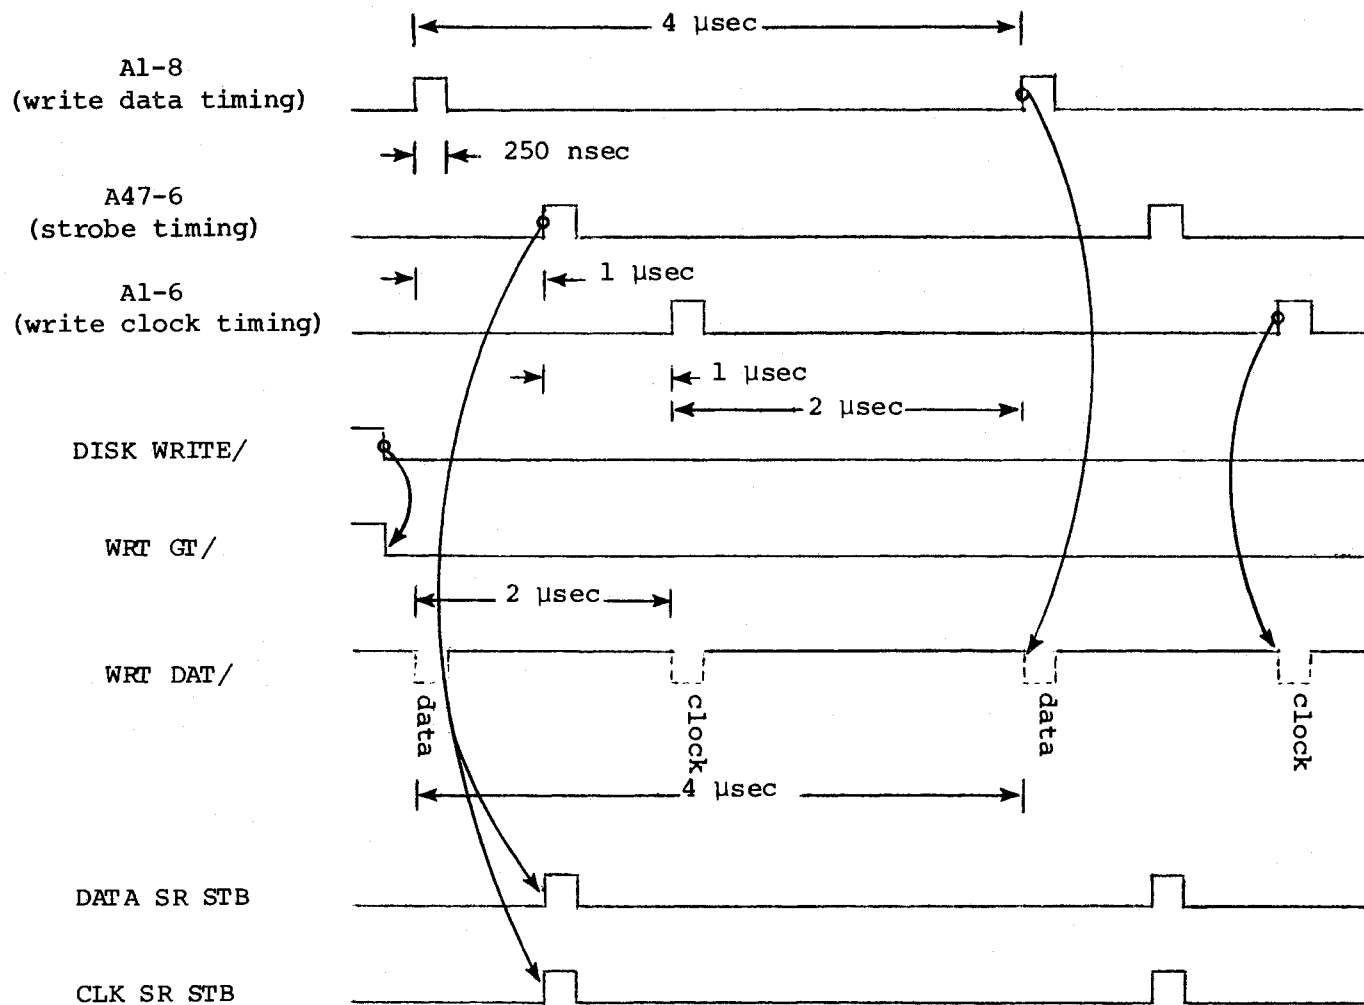 4 µsec
A1-8
(write data timing)
250 nsec
A47-6
(strobe timing)
1 µsec
A1-6
(write clock timing)
1 µsec
2 µsec
DISK WRITE/
WRT GT/
2 µsec
WRT DAT/
data
clock
data
clock
4 µsec
DATA SR STB
CLK SR STB